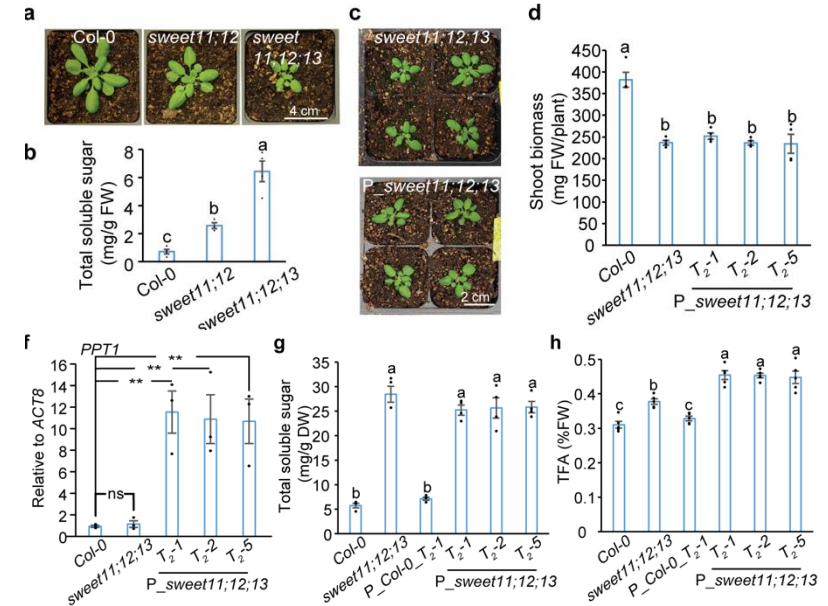 a
Col-0
sweet11;12
sweet
11;12;13
4 cm
b
Total soluble sugar
(mg/g FW)
8
6
4
2
0
c
b
a
Col-0
sweet11;12
sweet11;12;13
c
sweet11;12;13
P_sweet11;12;13
2 cm
d
Shoot biomass
(mg FW/plant)
450
400
350
300
250
200
150
100
50
0
a
b
b
b
b
Col-0
sweet11;12;13
T2-1
T2-2
T2-5
P_sweet11;12;13
f
PPT1
Relative to ACT8
16
14
12
10
8
6
4
2
0
**
**
**
ns
Col-0
sweet11;12;13
T2-1
T2-2
T2-5
P_sweet11;12;13
g
Total soluble sugar
(mg/g DW)
35
30
25
20
15
10
5
0
b
a
b
a
a
a
Col-0
sweet11;12;13
P_Col-0_T2-1
T2-1
T2-2
T2-5
P_sweet11;12;13
h
TFA (%FW)
0.5
0.4
0.3
0.2
0.1
0
c
b
c
a
a
a
Col-0
sweet11;12;13
P_Col-0_T2-1
T2-1
T2-2
T2-5
P_sweet11;12;13